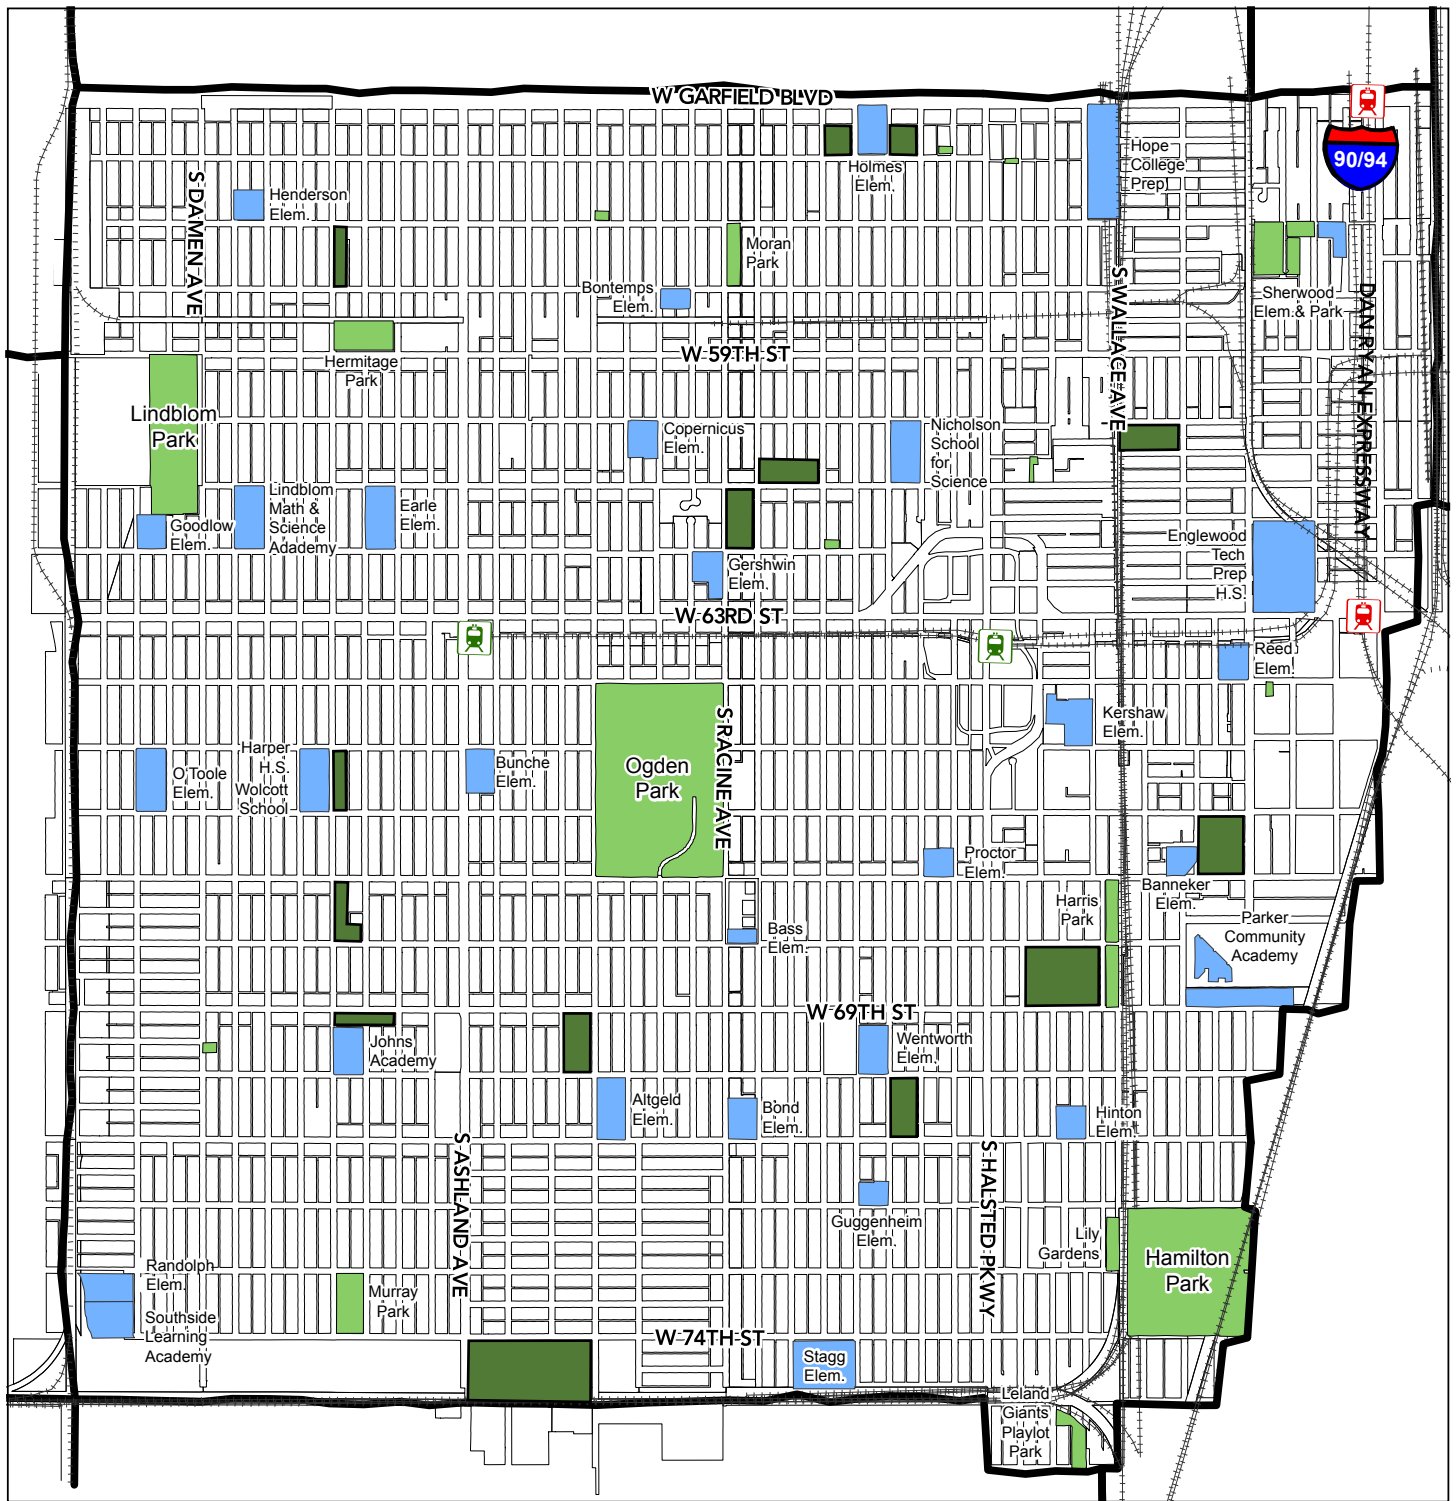 W GARFIELD BLVD
90/94
Hope
College
Prep
Holmes
Elem.
S DAMEN AVE
Henderson
Elem.
Moran
Park
Bontemps
Elem.
S WALLACE AVE
Sherwood
Elem.& Park
DAN RYAN EXPRESSWAY
W 59TH ST
Hermitage
Park
Lindblom
Park
Copernicus
Elem.
Nicholson
School
for
Science
Lindblom
Math &
Science
Adademy
Earle
Elem.
Goodlow
Elem.
Englewood
Tech
Prep
H.S.
Gershwin
Elem.
W 63RD ST
Reed
Elem.
Kershaw
Elem.
S RACINE AVE
Harper
H.S.
Wolcott
School
O'Toole
Elem.
Bunche
Elem.
Ogden
Park
Proctor
Elem.
Banneker
Elem.
Harris
Park
Parker
Community
Academy
Bass
Elem.
W 69TH ST
Johns
Academy
Wentworth
Elem.
Altgeld
Elem.
Bond
Elem.
Hinton
Elem.
S ASHLAND AVE
S HALSTED PKWY
Guggenheim
Elem.
Lily
Gardens
Hamilton
Park
Randolph
Elem.
Southside
Learning
Academy
Murray
Park
W 74TH ST
Stagg
Elem.
Leland
Giants
Playlot
Park